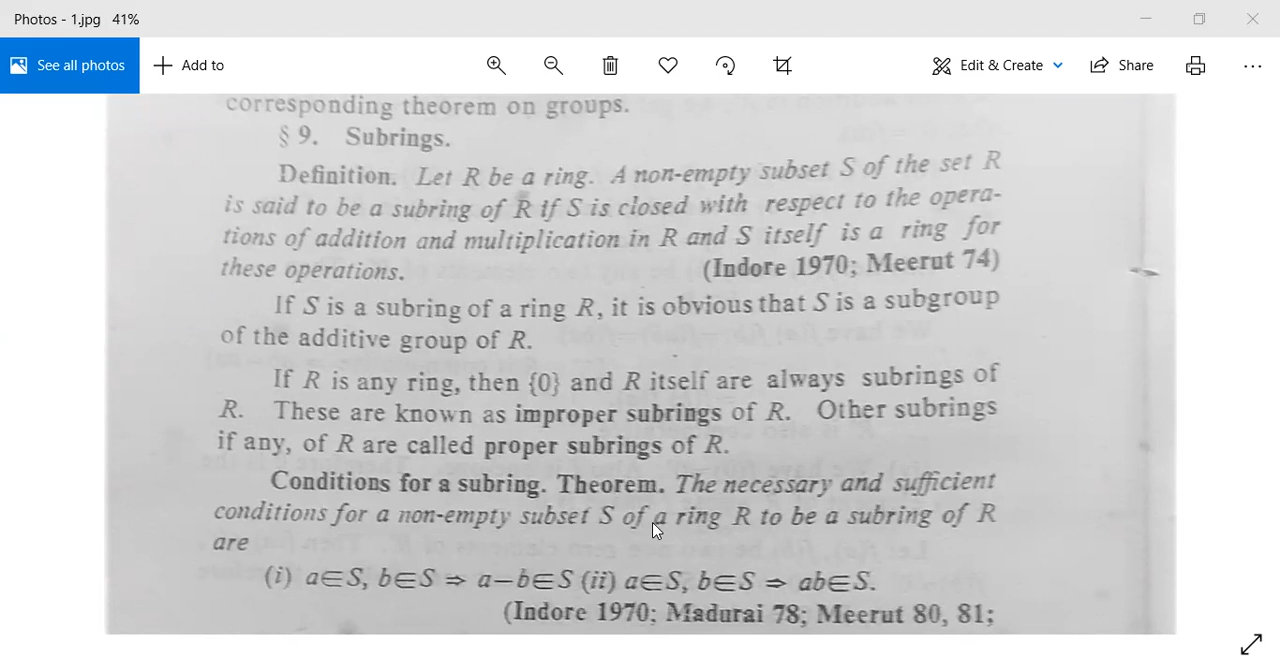 Photos - 1.jpg 41%
See all photos
Add to
Edit & Create
Share
corresponding theorem on groups.
§ 9. Subrings.
Definition. Let R be a ring. A non-empty subset S of the set R
is said to be a subring of R if S is closed with respect to the opera-
tions of addition and multiplication in R and S itself is a ring for
these operations. (Indore 1970; Meerut 74)
If S is a subring of a ring R, it is obvious that S is a subgroup
of the additive group of R.
If R is any ring, then {0} and R itself are always subrings of
R. These are known as improper subrings of R. Other subrings
if any, of R are called proper subrings of R.
Conditions for a subring. Theorem. The necessary and sufficient
conditions for a non-empty subset S of a ring R to be a subring of R
are
(i) a∈S, b∈S ⇒ a−b∈S (ii) a∈S, b∈S ⇒ ab∈S.
(Indore 1970; Madurai 78; Meerut 80, 81;